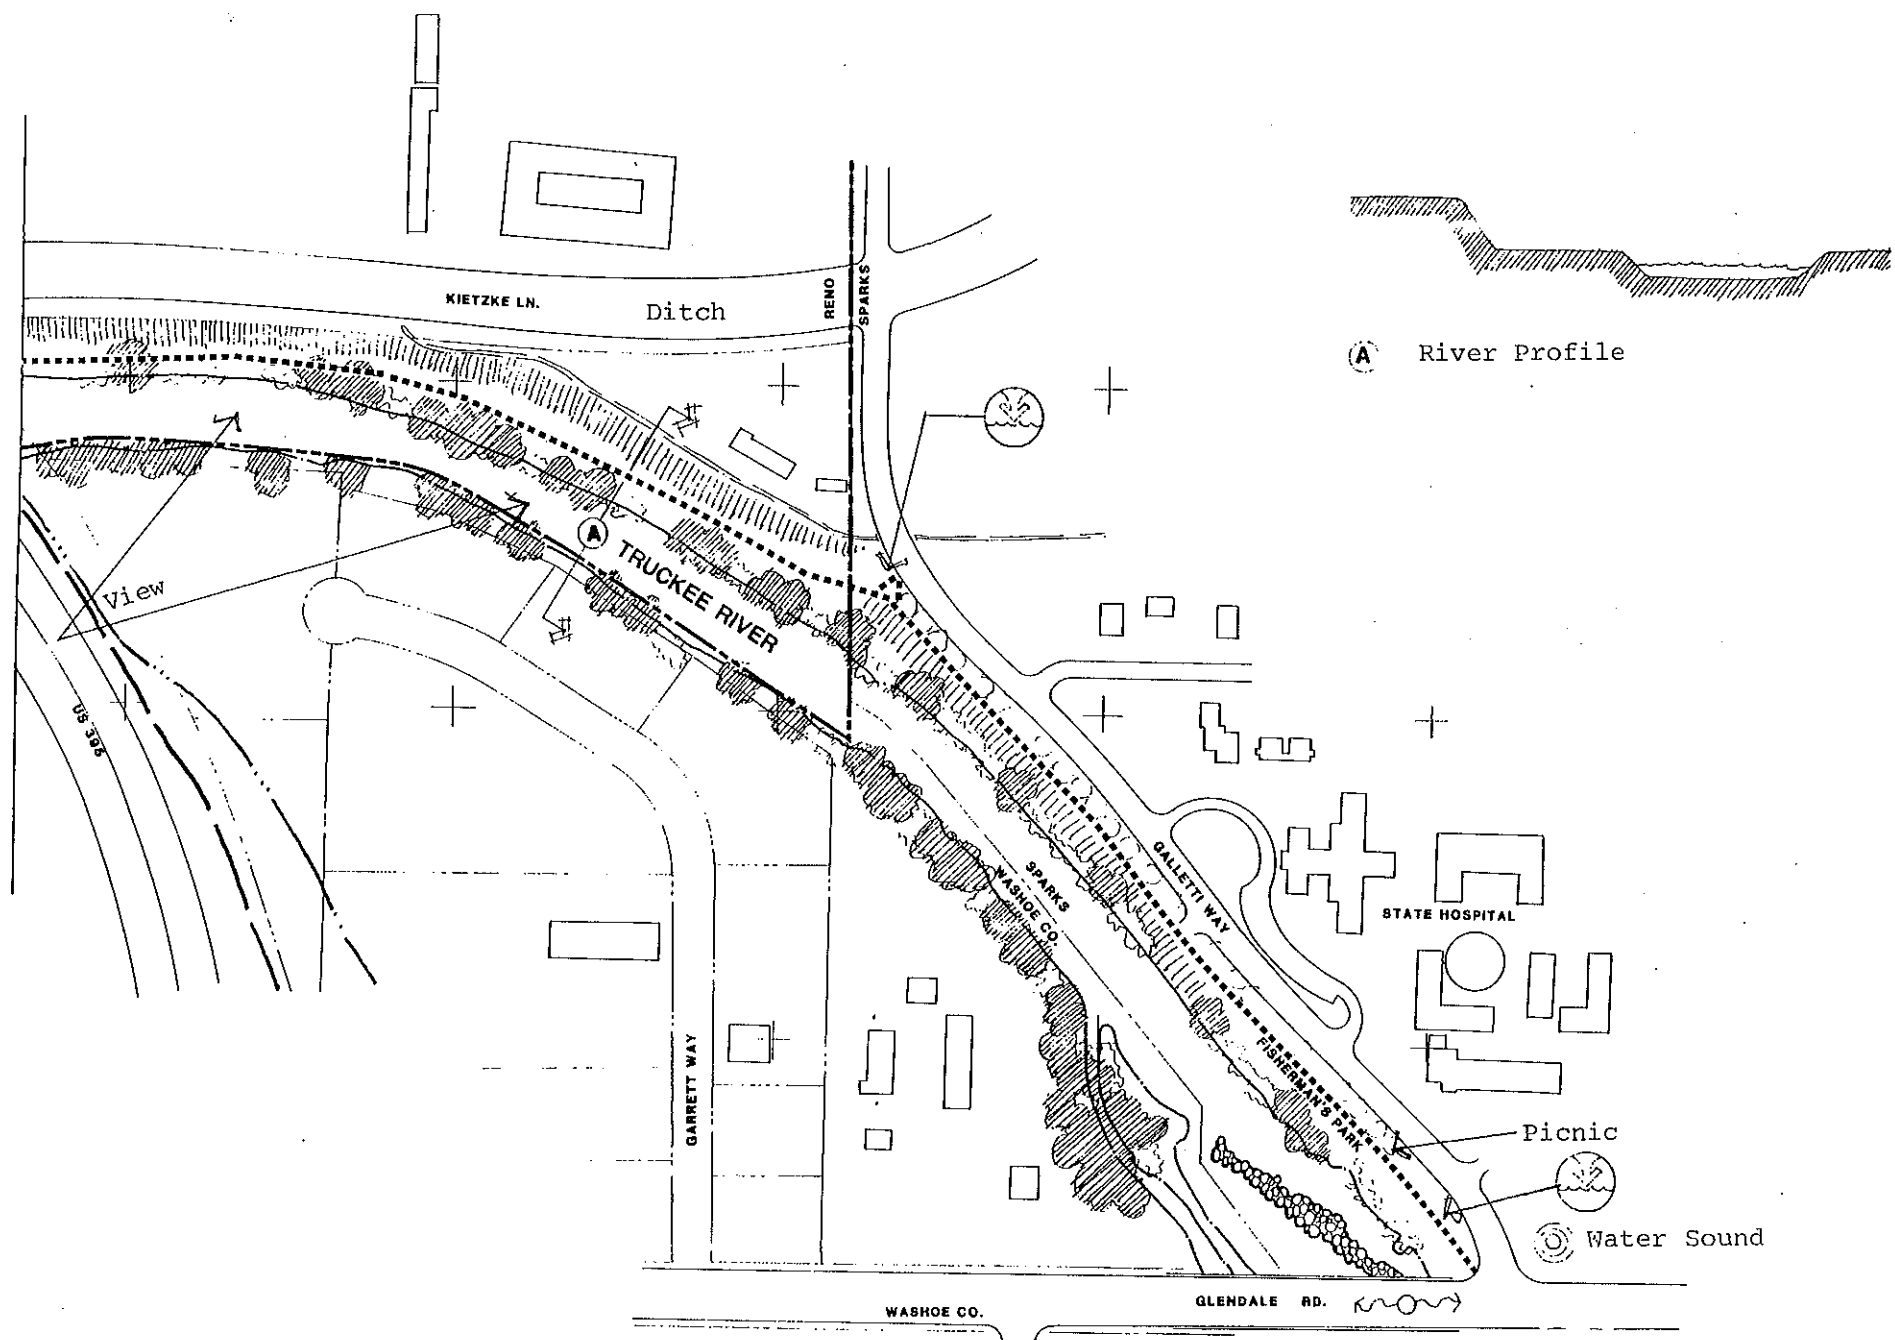 KIETZKE LN.
Ditch
RENO
SPARKS
A River Profile
View
A
TRUCKEE RIVER
US 395
SPARKS
WASHOE CO.
GALLETTI WAY
STATE HOSPITAL
GARRETT WAY
FISHERMAN'S PARK
Picnic
Water Sound
WASHOE CO.
GLENDALE RD.